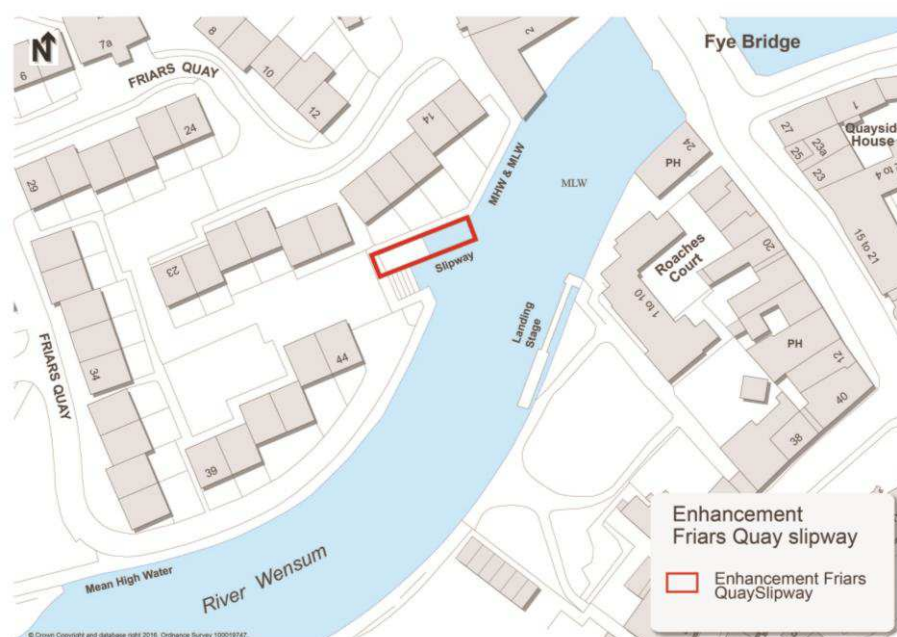 N
6
7a
8
10
12
FRIARS QUAY
24
29
14
2
MHW & MLW
MLW
Fye Bridge
24
PH
27
25
23a
23
1
Quayside
House
15 to 21
Slipway
23
Roaches
Court
1 to 10
20
Landing
Stage
FRIARS QUAY
34
44
39
PH
12
40
38
Mean High Water
River Wensum
Enhancement
Friars Quay slipway
Enhancement Friars
QuaySlipway
© Crown Copyright and database right 2016. Ordnance Survey 100019747.